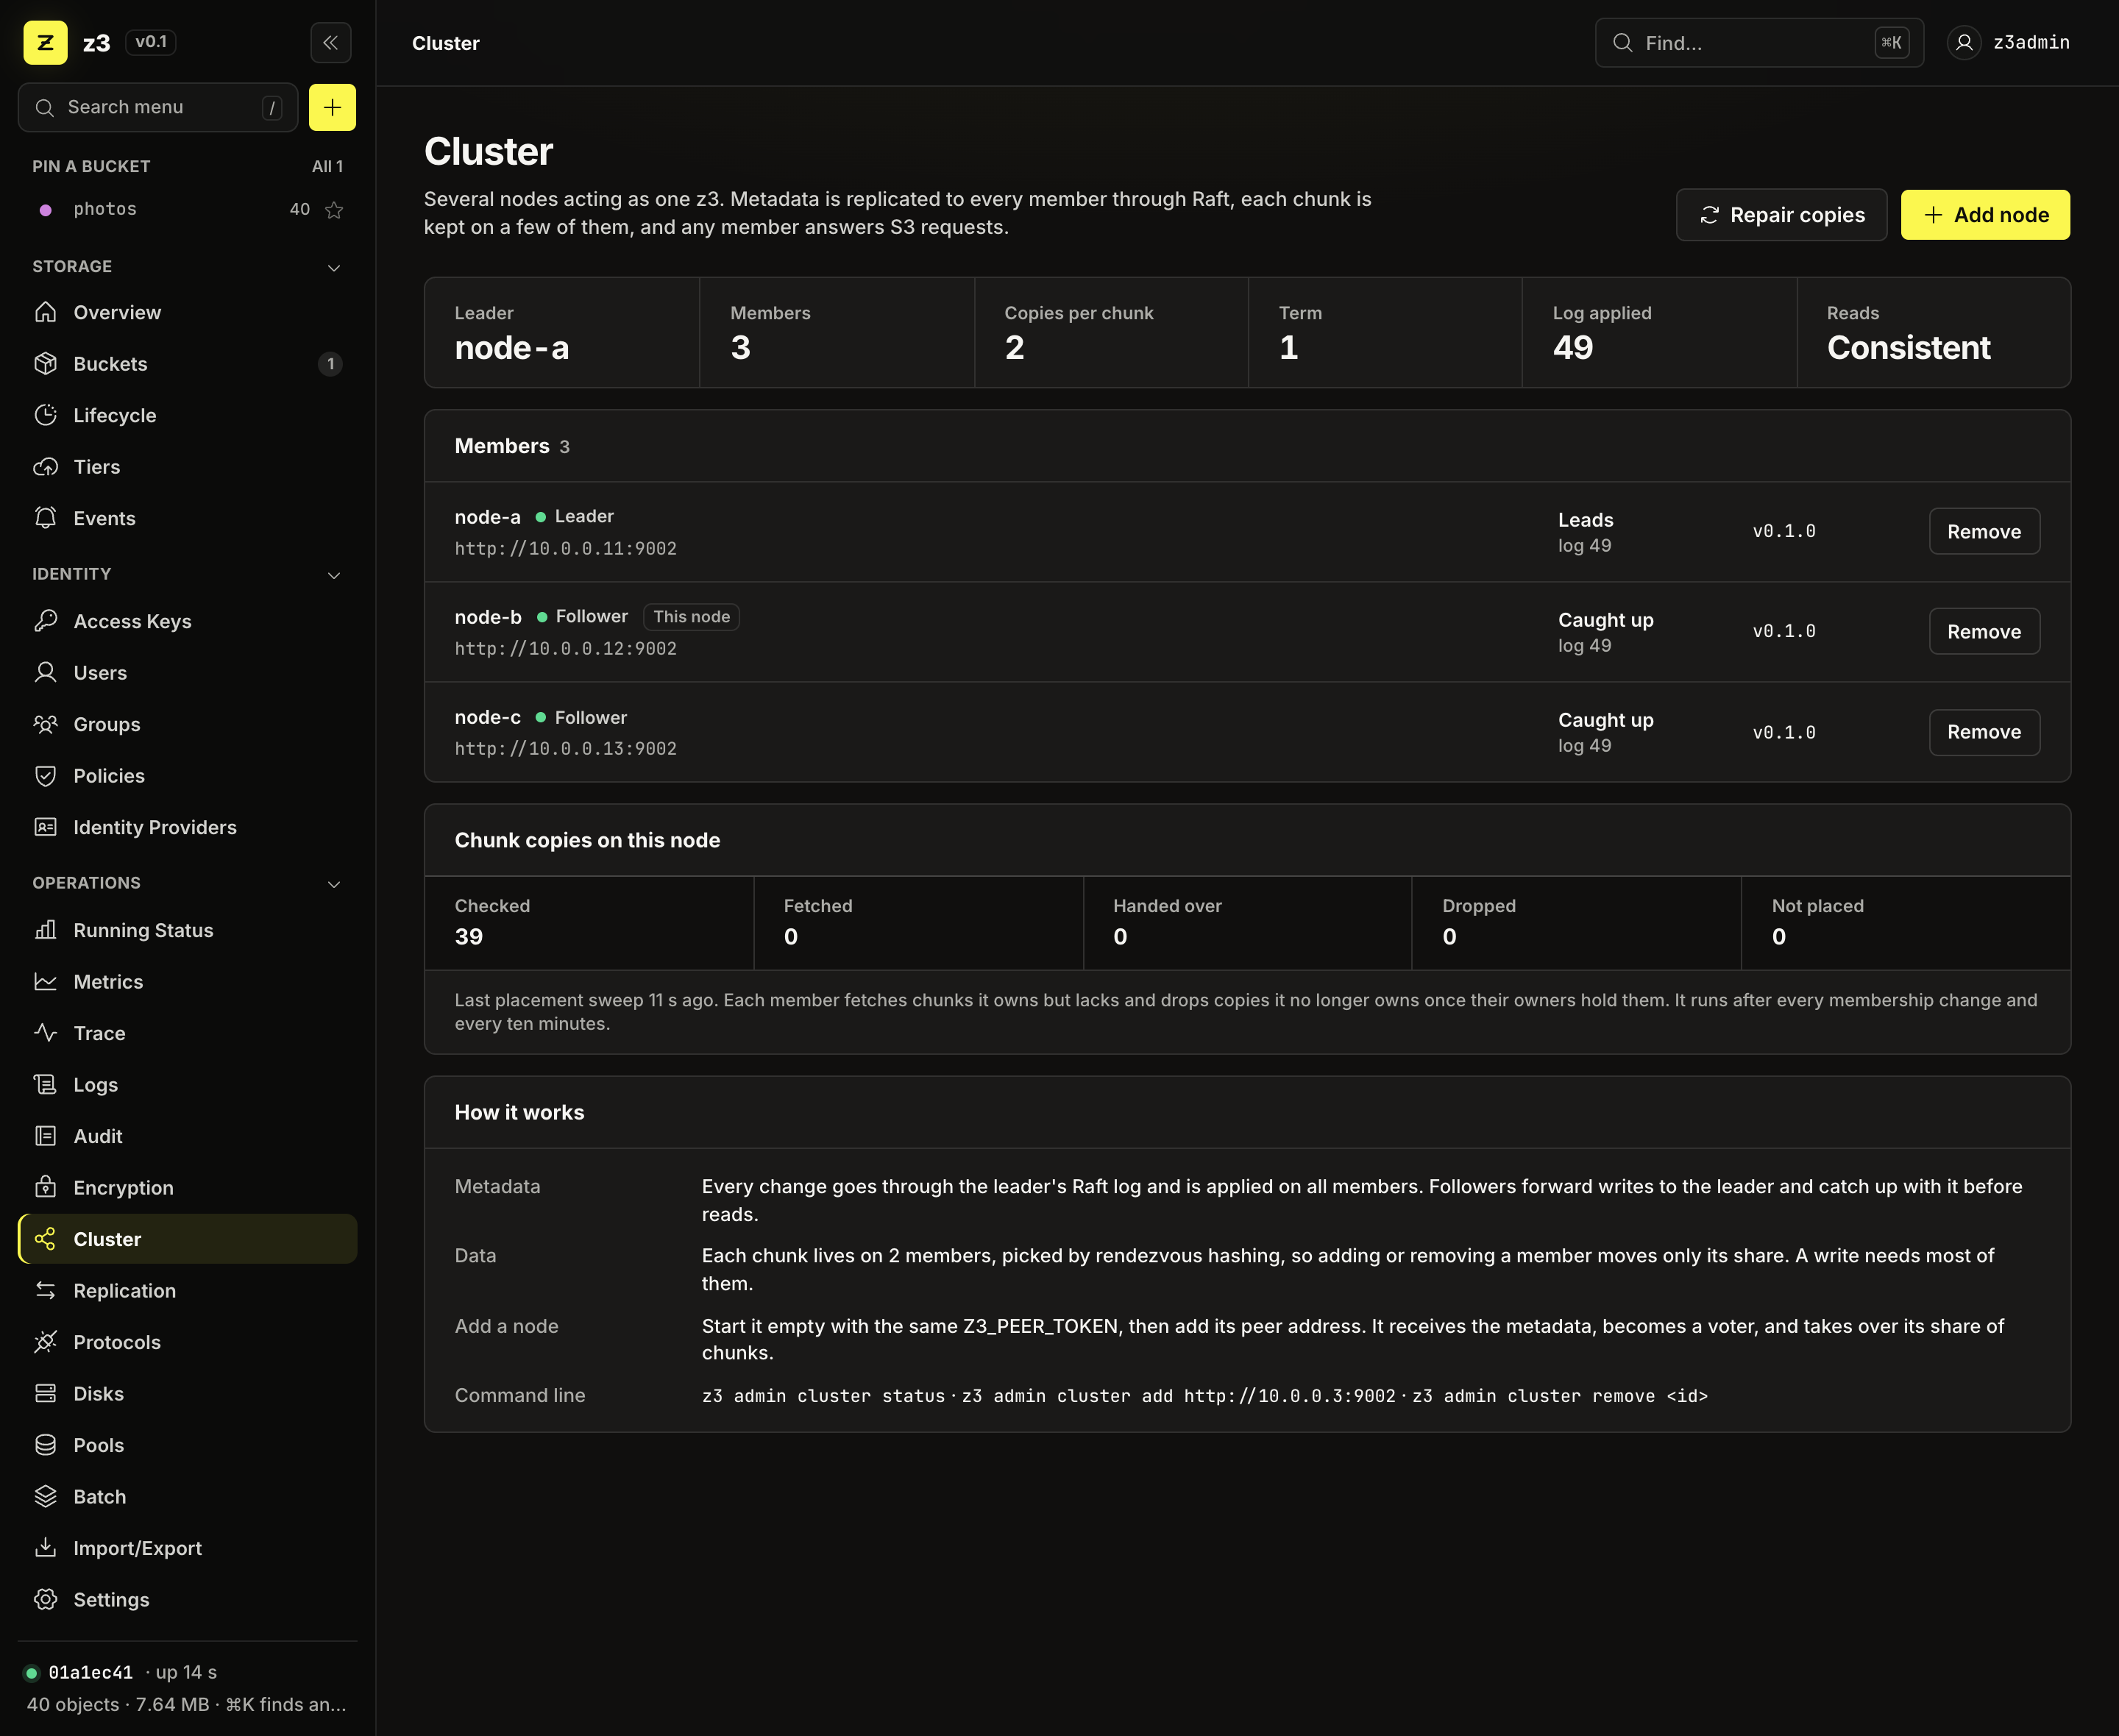 z3 v0.1
Search menu /
PIN A BUCKET All 1
photos 40
STORAGE
Overview
Buckets 1
Lifecycle
Tiers
Events
IDENTITY
Access Keys
Users
Groups
Policies
Identity Providers
OPERATIONS
Running Status
Metrics
Trace
Logs
Audit
Encryption
Cluster
Replication
Protocols
Disks
Pools
Batch
Import/Export
Settings
01a1ec41 · up 14 s
40 objects · 7.64 MB · ⌘K finds an...
Cluster
Find... ⌘K
z3admin
Cluster
Several nodes acting as one z3. Metadata is replicated to every member through Raft, each chunk is
kept on a few of them, and any member answers S3 requests.
Repair copies
Add node
Leader
node-a
Members
3
Copies per chunk
2
Term
1
Log applied
49
Reads
Consistent
Members 3
node-a Leader
http://10.0.0.11:9002
Leads
log 49
v0.1.0
Remove
node-b Follower This node
http://10.0.0.12:9002
Caught up
log 49
v0.1.0
Remove
node-c Follower
http://10.0.0.13:9002
Caught up
log 49
v0.1.0
Remove
Chunk copies on this node
Checked
39
Fetched
0
Handed over
0
Dropped
0
Not placed
0
Last placement sweep 11 s ago. Each member fetches chunks it owns but lacks and drops copies it no longer owns once their owners hold them. It runs after every membership change and
every ten minutes.
How it works
Metadata
Every change goes through the leader's Raft log and is applied on all members. Followers forward writes to the leader and catch up with it before
reads.
Data
Each chunk lives on 2 members, picked by rendezvous hashing, so adding or removing a member moves only its share. A write needs most of
them.
Add a node
Start it empty with the same Z3_PEER_TOKEN, then add its peer address. It receives the metadata, becomes a voter, and takes over its share of
chunks.
Command line
z3 admin cluster status · z3 admin cluster add http://10.0.0.3:9002 · z3 admin cluster remove <id>